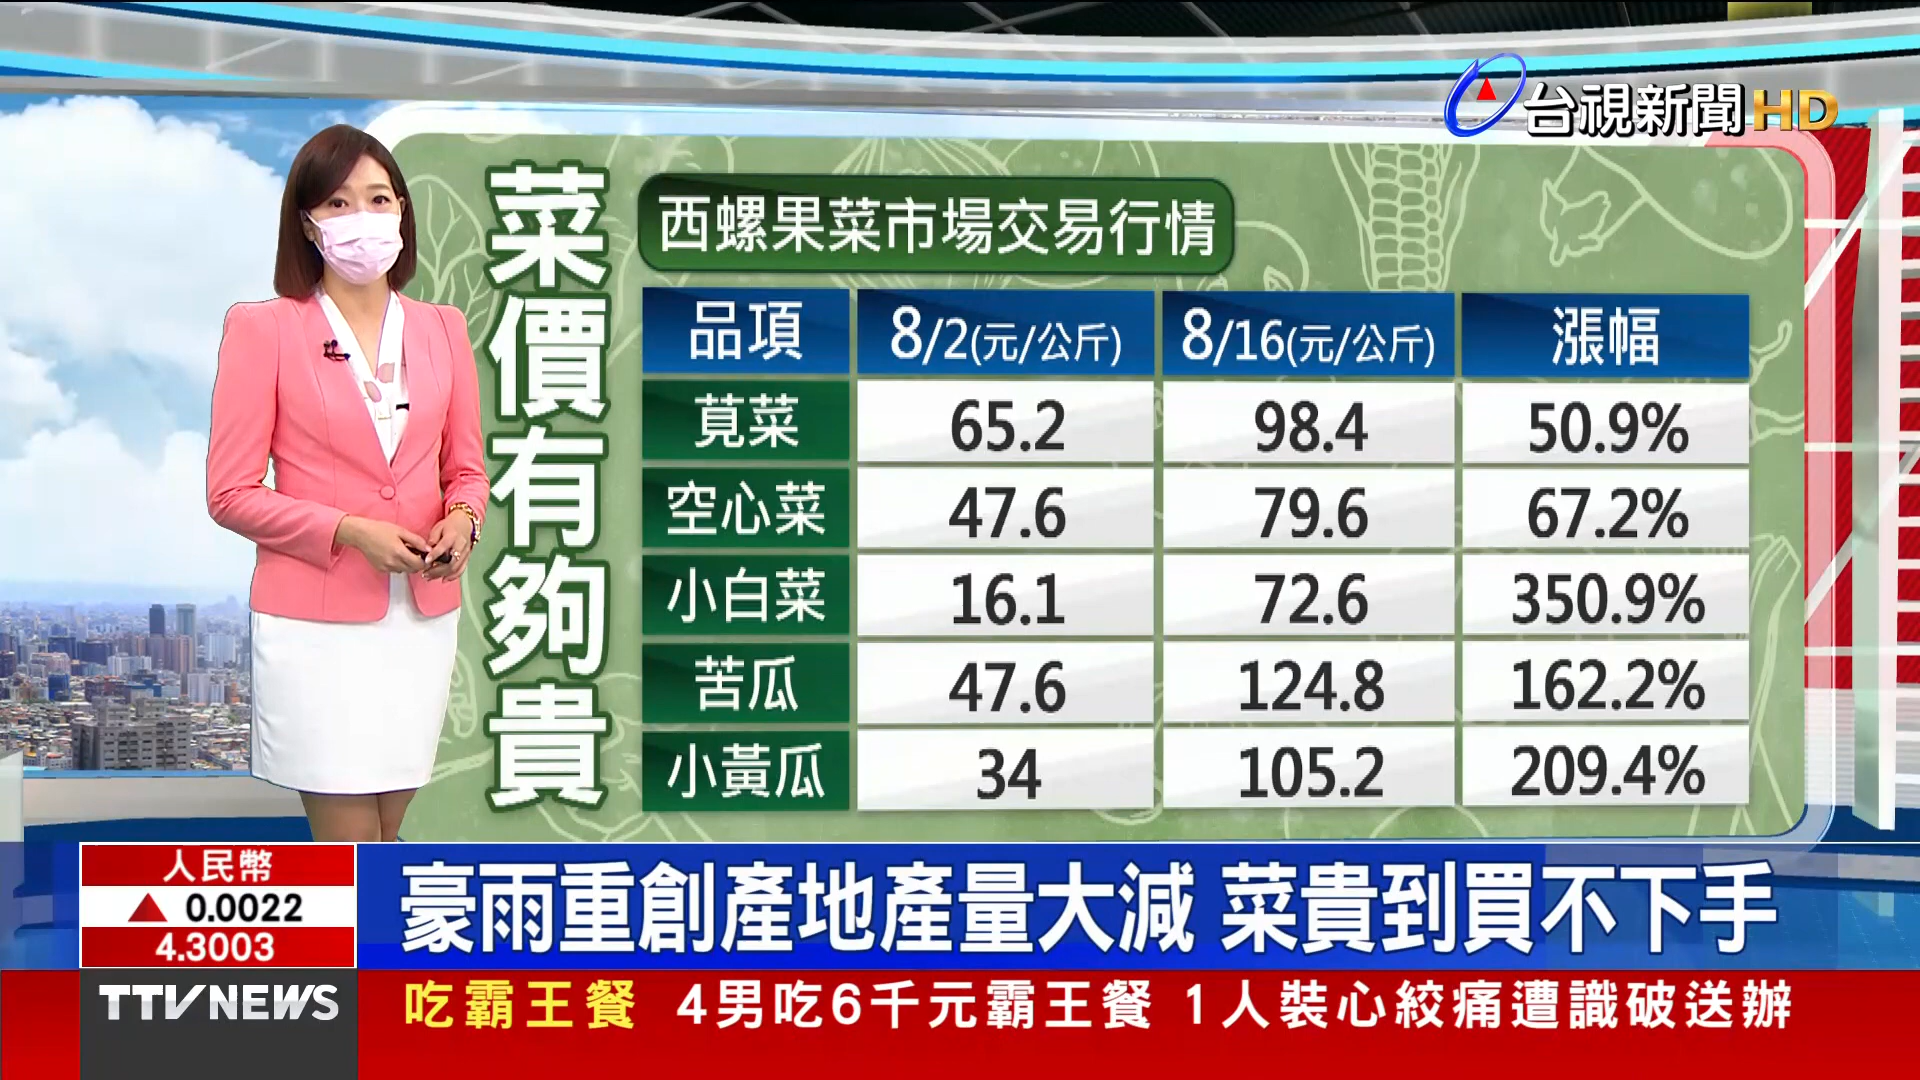 台視新聞HD
菜價有夠貴
西螺果菜市場交易行情
品項 8/2(元/公斤) 8/16(元/公斤) 漲幅
莧菜 65.2 98.4 50.9%
空心菜 47.6 79.6 67.2%
小白菜 16.1 72.6 350.9%
苦瓜 47.6 124.8 162.2%
小黃瓜 34 105.2 209.4%
人民幣
▲ 0.0022
4.3003
豪雨重創產地產量大減 菜貴到買不下手
TTV NEWS
吃霸王餐 4男吃6千元霸王餐 1人裝心絞痛遭識破送辦